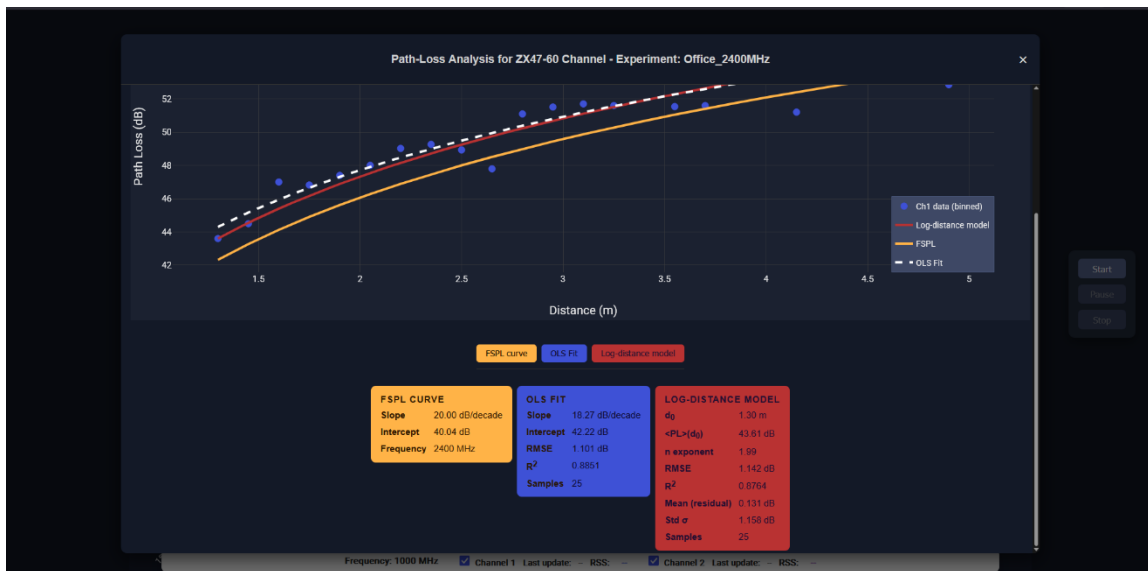 Path-Loss Analysis for ZX47-60 Channel - Experiment: Office_2400MHz
×
Path Loss (dB)
52
50
48
46
44
42
1.5
2
2.5
3
3.5
4
4.5
5
Distance (m)
Ch1 data (binned)
Log-distance model
FSPL
OLS Fit
Start
Pause
Stop
FSPL curve
OLS Fit
Log-distance model
FSPL CURVE
Slope 20.00 dB/decade
Intercept 40.04 dB
Frequency 2400 MHz
OLS FIT
Slope 18.27 dB/decade
Intercept 42.22 dB
RMSE 1.101 dB
R² 0.8851
Samples 25
LOG-DISTANCE MODEL
d₀ 1.30 m
<PL>(d₀) 43.61 dB
n exponent 1.99
RMSE 1.142 dB
R² 0.8764
Mean (residual) 0.131 dB
Std σ 1.158 dB
Samples 25
Frequency: 1000 MHz Channel 1 Last update: – RSS: – Channel 2 Last update: – RSS: –